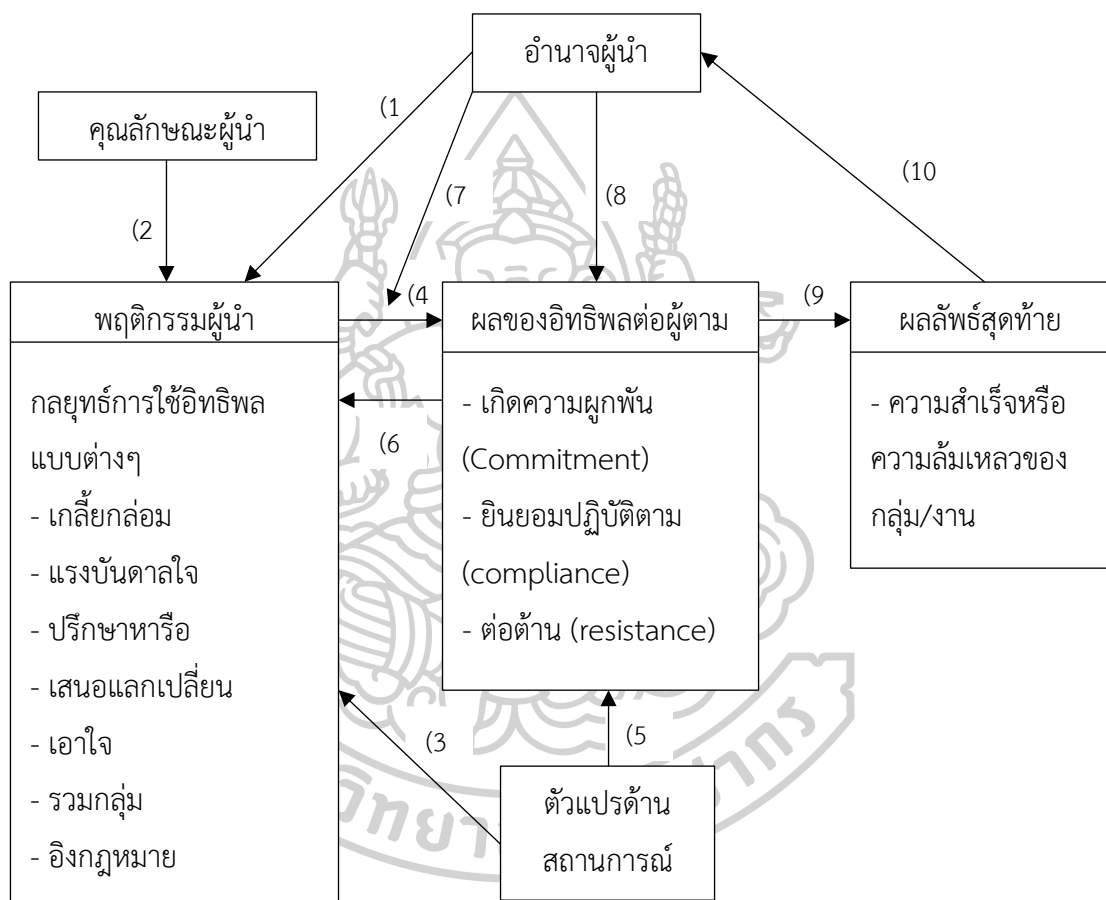 อำนาจผู้นำ
(1
คุณลักษณะผู้นำ
(7
(8
(10
(2
พฤติกรรมผู้นำ
(4
ผลของอิทธิพลต่อผู้ตาม
(9
ผลลัพธ์สุดท้าย
กลยุทธ์การใช้อิทธิพล
แบบต่างๆ
- เกลี้ยกล่อม
- แรงบันดาลใจ
- ปรึกษาหารือ
- เสนอแลกเปลี่ยน
- เอาใจ
- รวมกลุ่ม
- อิงกฎหมาย
(6
- เกิดความผูกพัน
(Commitment)
- ยินยอมปฏิบัติตาม
(compliance)
- ต่อต้าน (resistance)
- ความสำเร็จหรือ
ความล้มเหลวของ
กลุ่ม/งาน
(3
(5
ตัวแปรด้าน
สถานการณ์